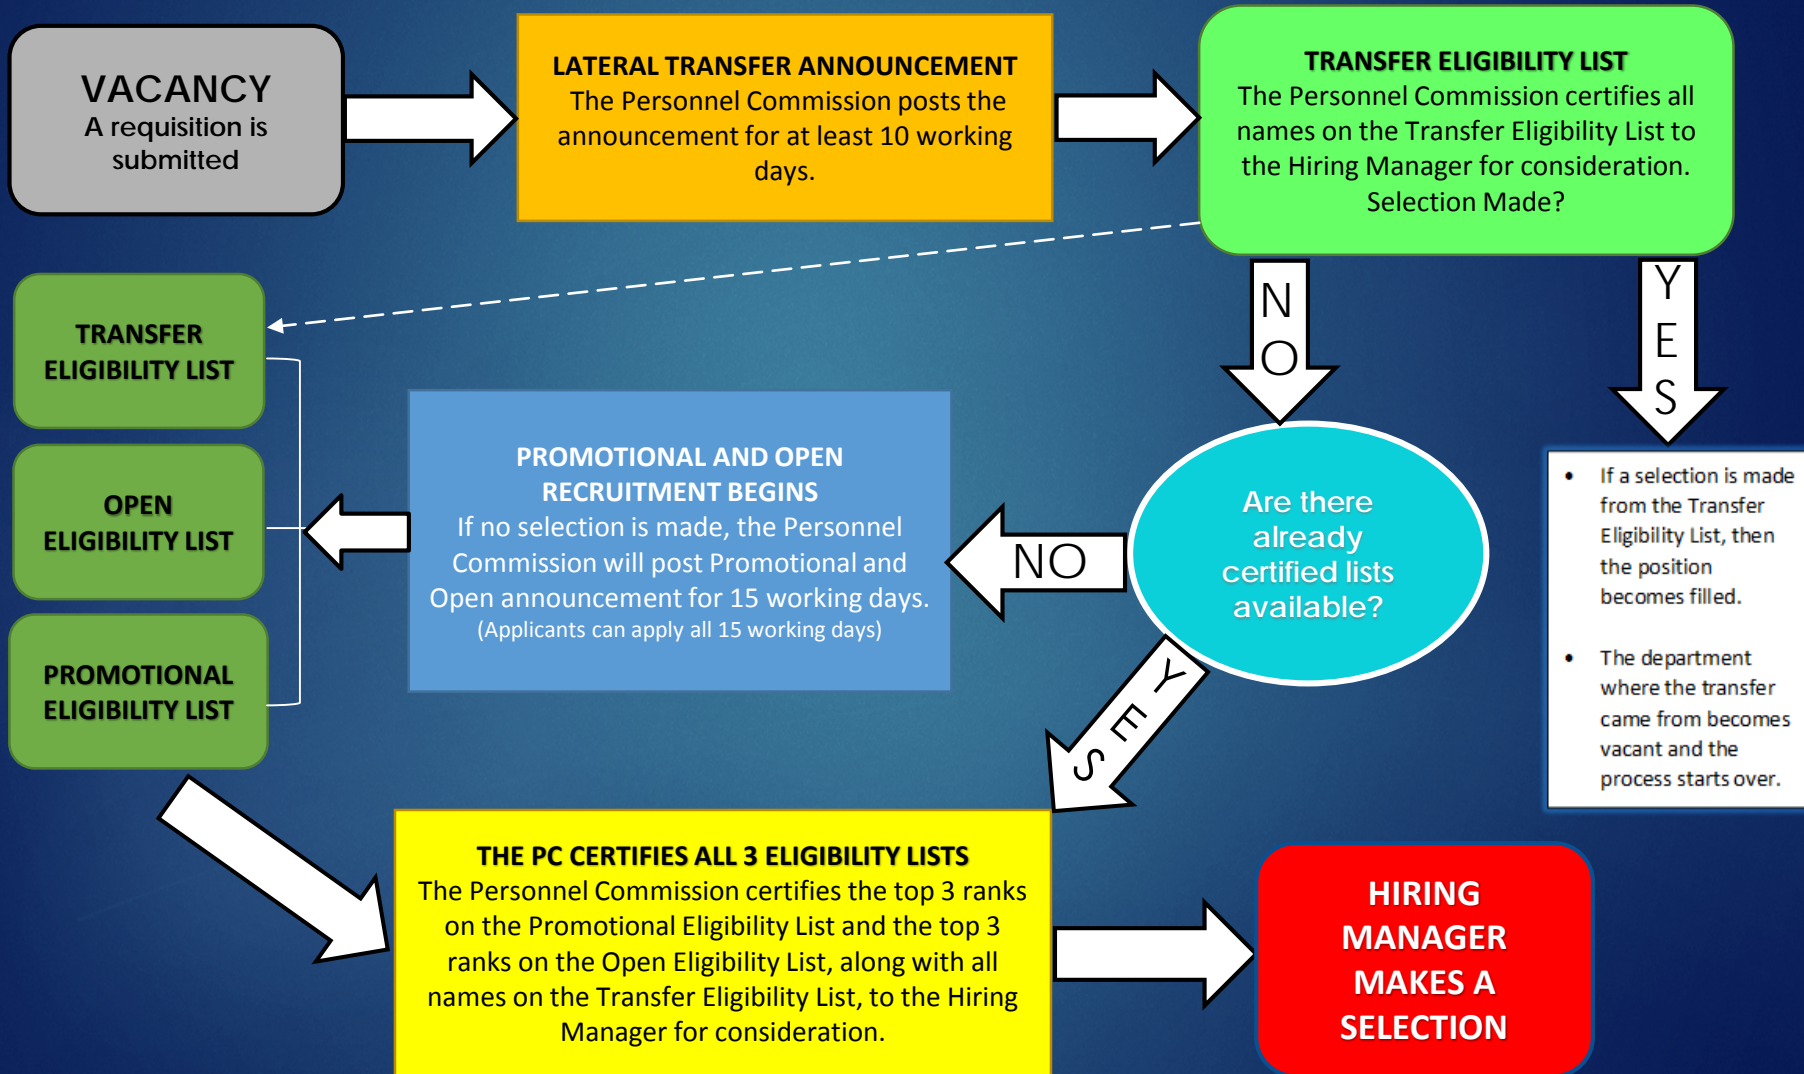 VACANCY
A requisition is
submitted
LATERAL TRANSFER ANNOUNCEMENT
The Personnel Commission posts the
announcement for at least 10 working
days.
TRANSFER ELIGIBILITY LIST
The Personnel Commission certifies all
names on the Transfer Eligibility List to
the Hiring Manager for consideration.
Selection Made?
NO
YES
TRANSFER
ELIGIBILITY LIST
OPEN
ELIGIBILITY LIST
PROMOTIONAL
ELIGIBILITY LIST
PROMOTIONAL AND OPEN
RECRUITMENT BEGINS
If no selection is made, the Personnel
Commission will post Promotional and
Open announcement for 15 working days.
(Applicants can apply all 15 working days)
NO
Are there
already
certified lists
available?
YES
• If a selection is made
from the Transfer
Eligibility List, then
the position
becomes filled.
• The department
where the transfer
came from becomes
vacant and the
process starts over.
THE PC CERTIFIES ALL 3 ELIGIBILITY LISTS
The Personnel Commission certifies the top 3 ranks
on the Promotional Eligibility List and the top 3
ranks on the Open Eligibility List, along with all
names on the Transfer Eligibility List, to the Hiring
Manager for consideration.
HIRING
MANAGER
MAKES A
SELECTION